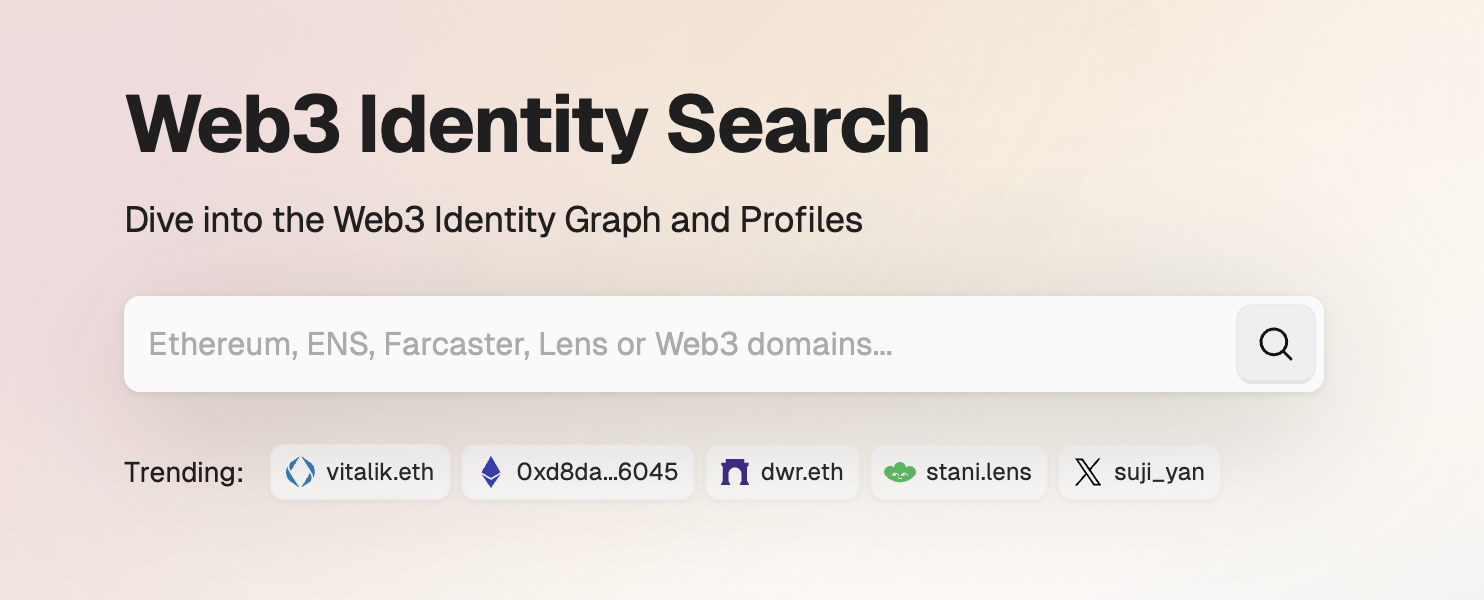 Web3 Identity Search
Dive into the Web3 Identity Graph and Profiles
Ethereum, ENS, Farcaster, Lens or Web3 domains...
Trending: vitalik.eth 0xd8da...6045 dwr.eth stani.lens suji_yan